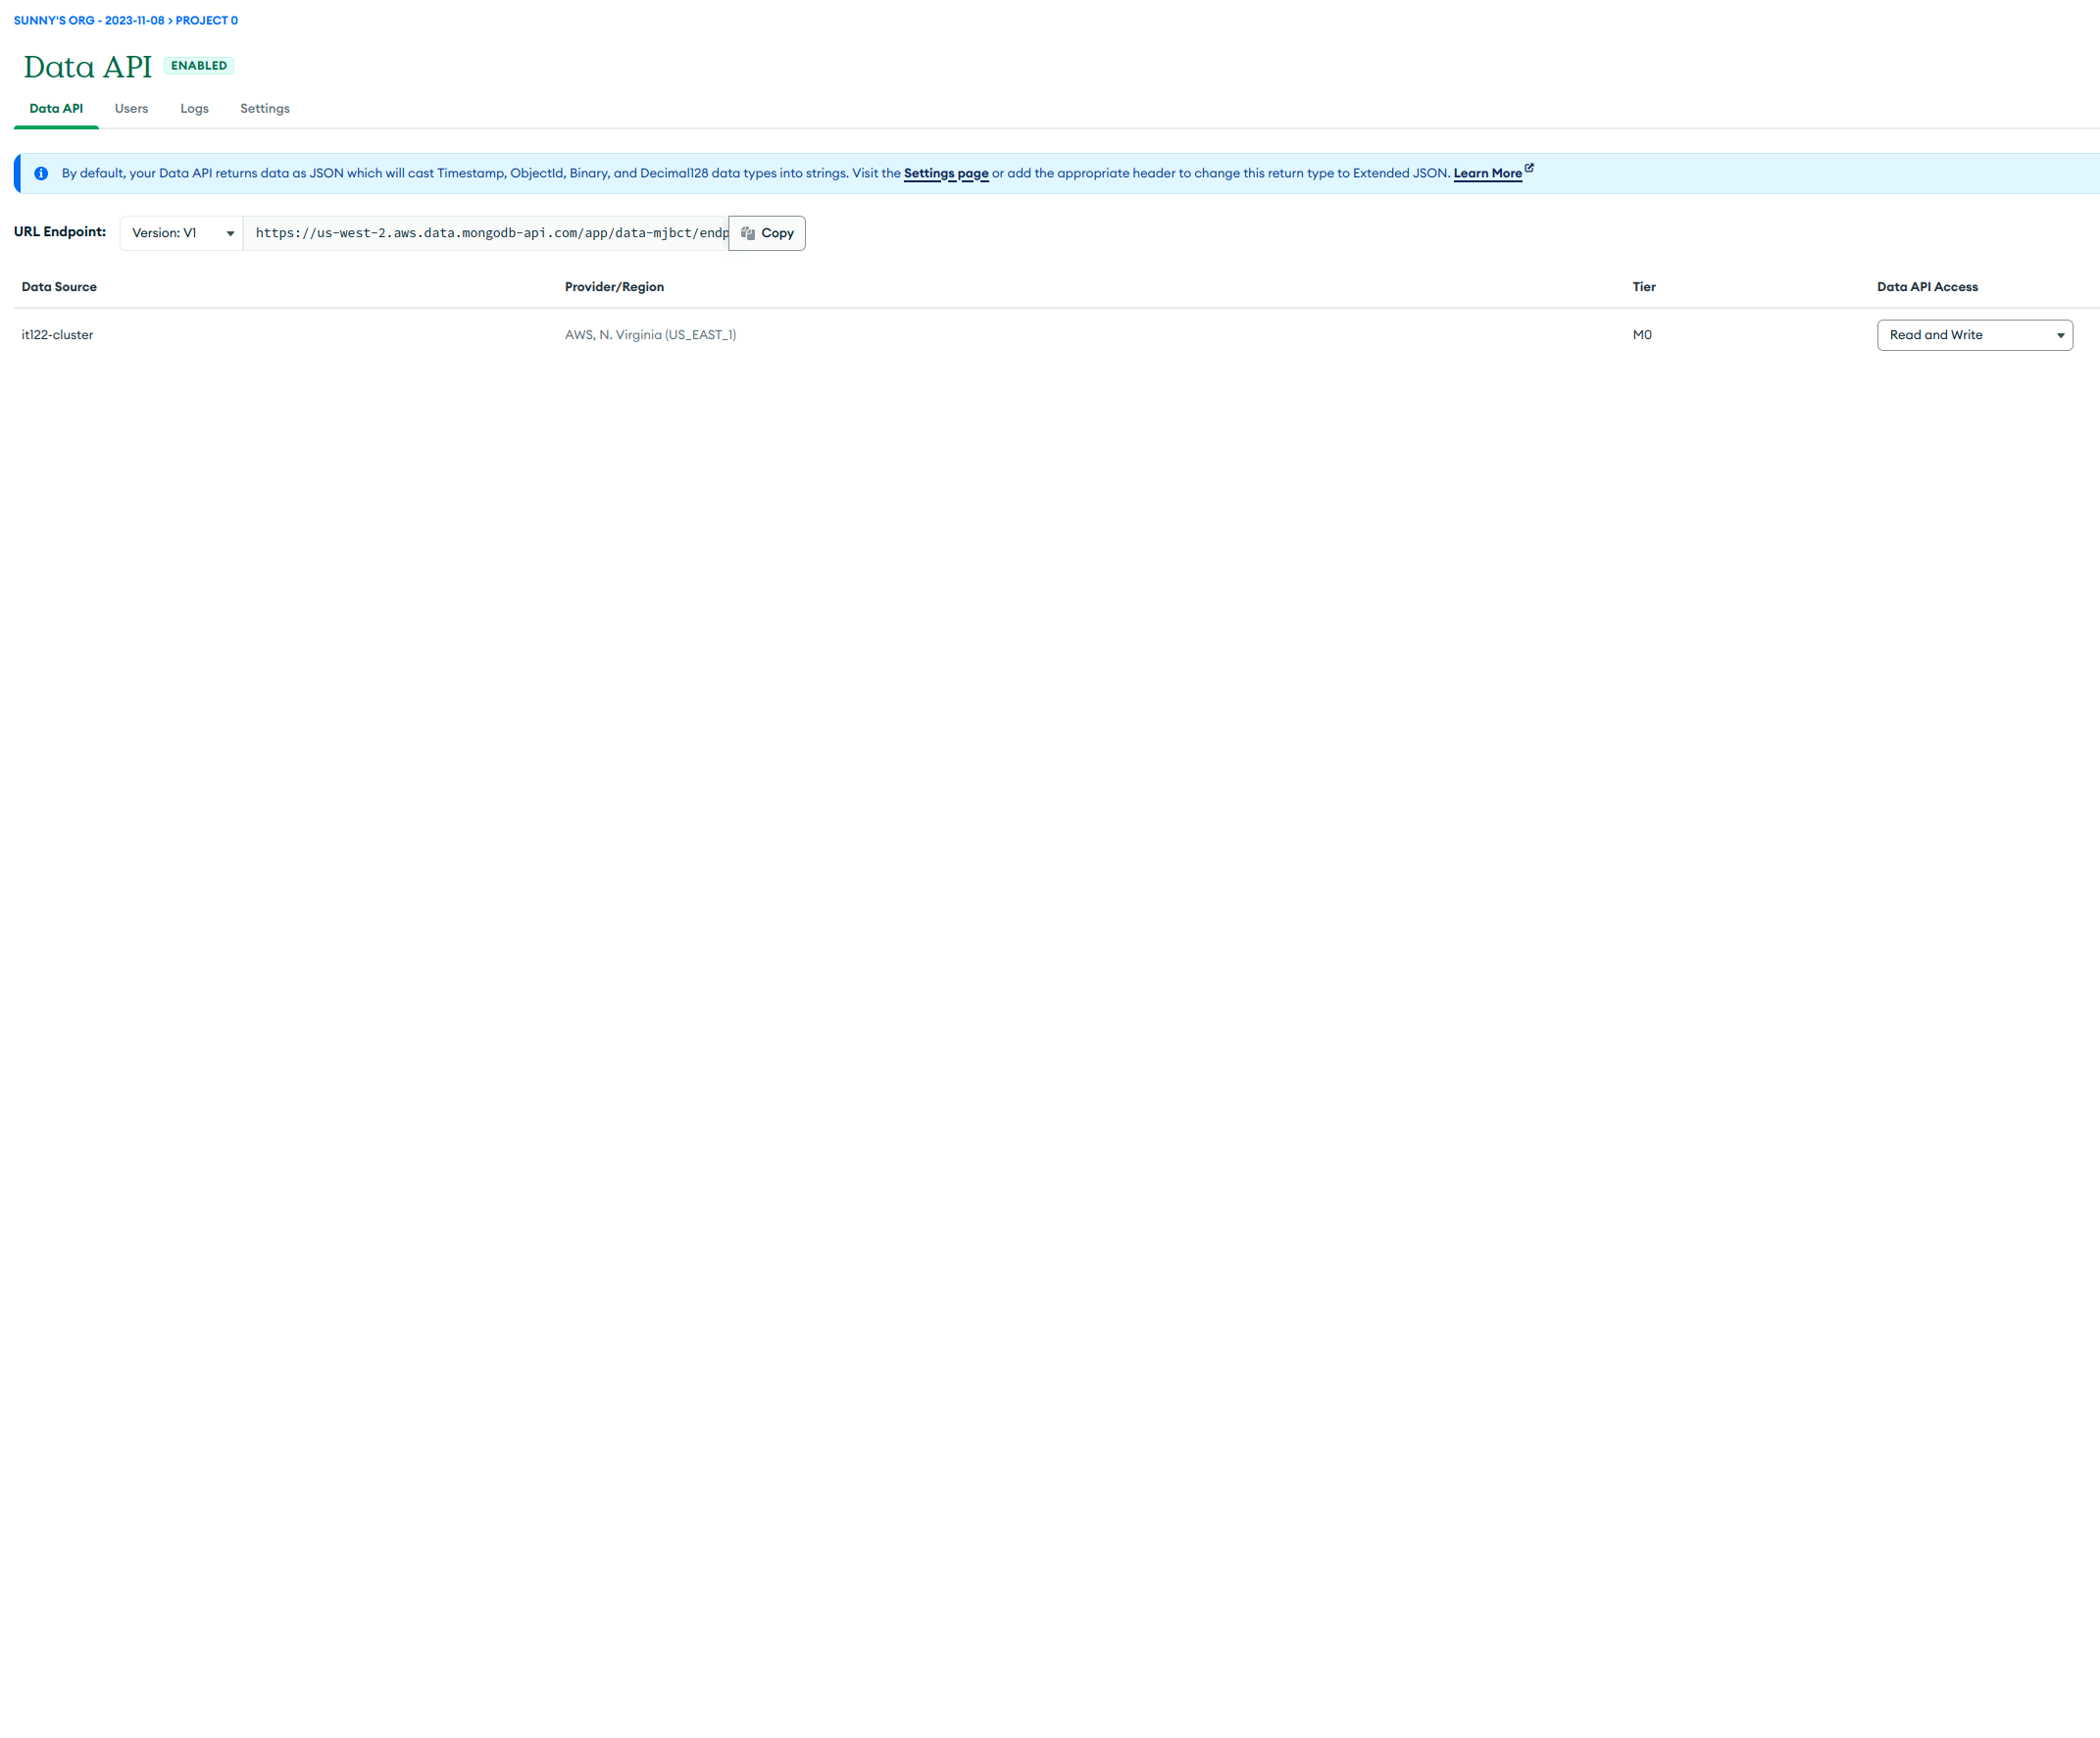 SUNNY'S ORG - 2023-11-08 > PROJECT 0
Data API ENABLED
Data API Users Logs Settings
By default, your Data API returns data as JSON which will cast Timestamp, ObjectId, Binary, and Decimal128 data types into strings. Visit the Settings page or add the appropriate header to change this return type to Extended JSON. Learn More
URL Endpoint: Version: V1 https://us-west-2.aws.data.mongodb-api.com/app/data-mjbct/endp Copy
Data Source Provider/Region Tier Data API Access
it122-cluster AWS, N. Virginia (US_EAST_1) M0 Read and Write